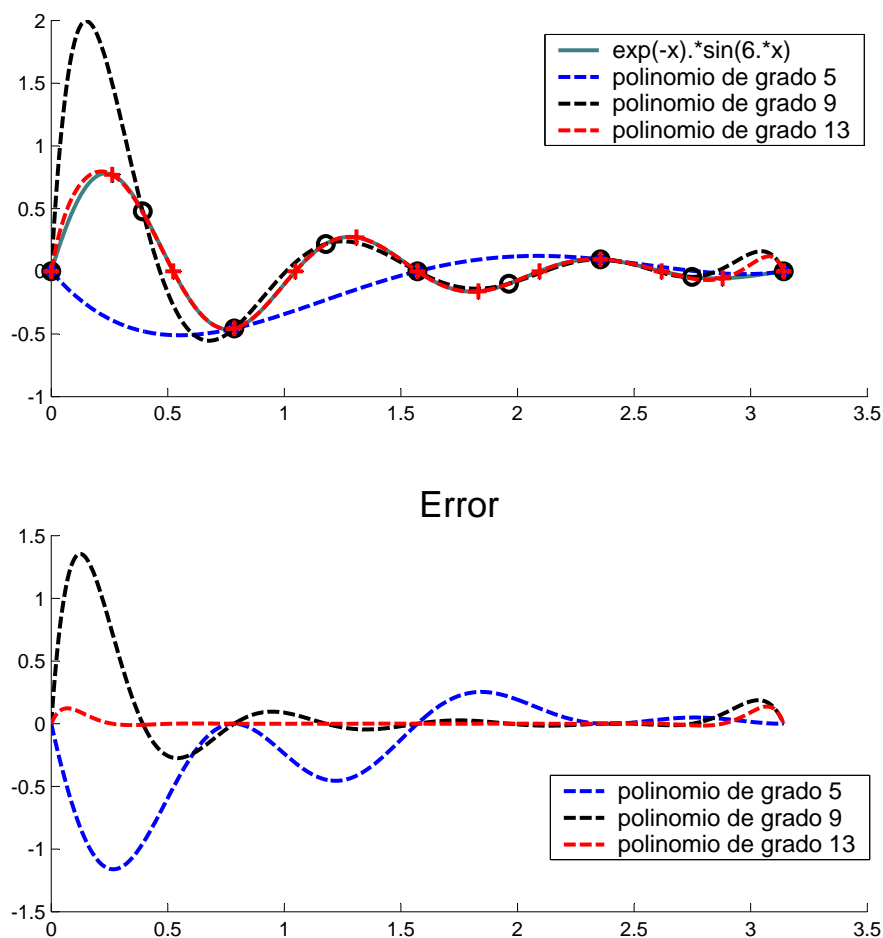 2
1.5
1
0.5
0
-0.5
-1
0 0.5 1 1.5 2 2.5 3 3.5
exp(-x).*sin(6.*x)
polinomio de grado 5
polinomio de grado 9
polinomio de grado 13
Error
1.5
1
0.5
0
-0.5
-1
-1.5
0 0.5 1 1.5 2 2.5 3 3.5
polinomio de grado 5
polinomio de grado 9
polinomio de grado 13